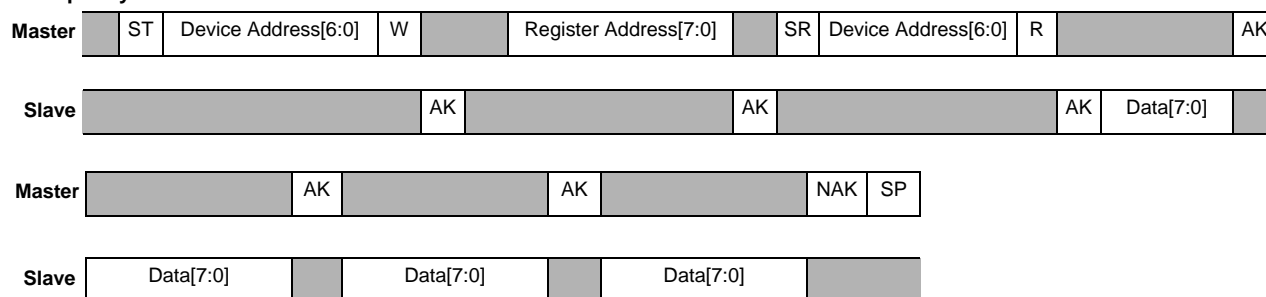 Master ST Device Address[6:0] W Register Address[7:0] SR Device Address[6:0] R AK
Slave AK AK AK Data[7:0]
Master AK AK NAK SP
Slave Data[7:0] Data[7:0] Data[7:0]